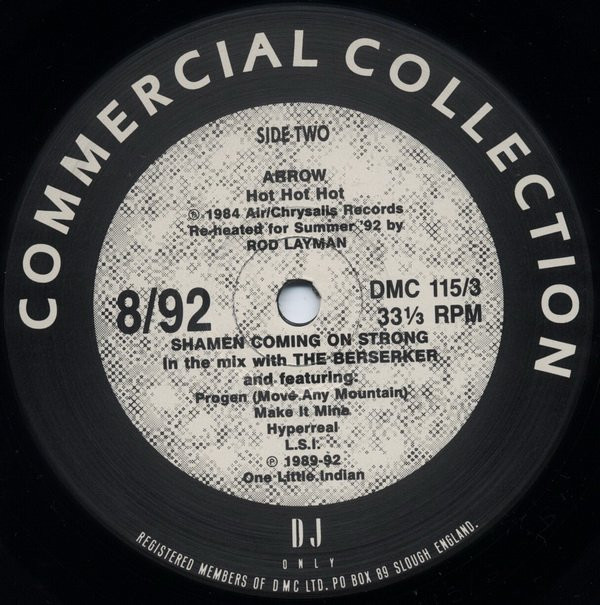 COMMERCIAL COLLECTION
SIDE TWO
ARROW
Hot Hot Hot
℗ 1984 Air/Chrysalis Records
Re-heated for Summer '92 by
ROD LAYMAN
8/92
DMC 115/3
33⅓ RPM
SHAMEN COMING ON STRONG
In the mix with THE BERSERKER
and featuring:
Progen (Move Any Mountain)
Make It Mine
Hyperreal
L.S.I.
℗ 1989-92
One Little Indian
DJ
ONLY
REGISTERED MEMBERS OF DMC LTD. PO BOX 89 SLOUGH ENGLAND.